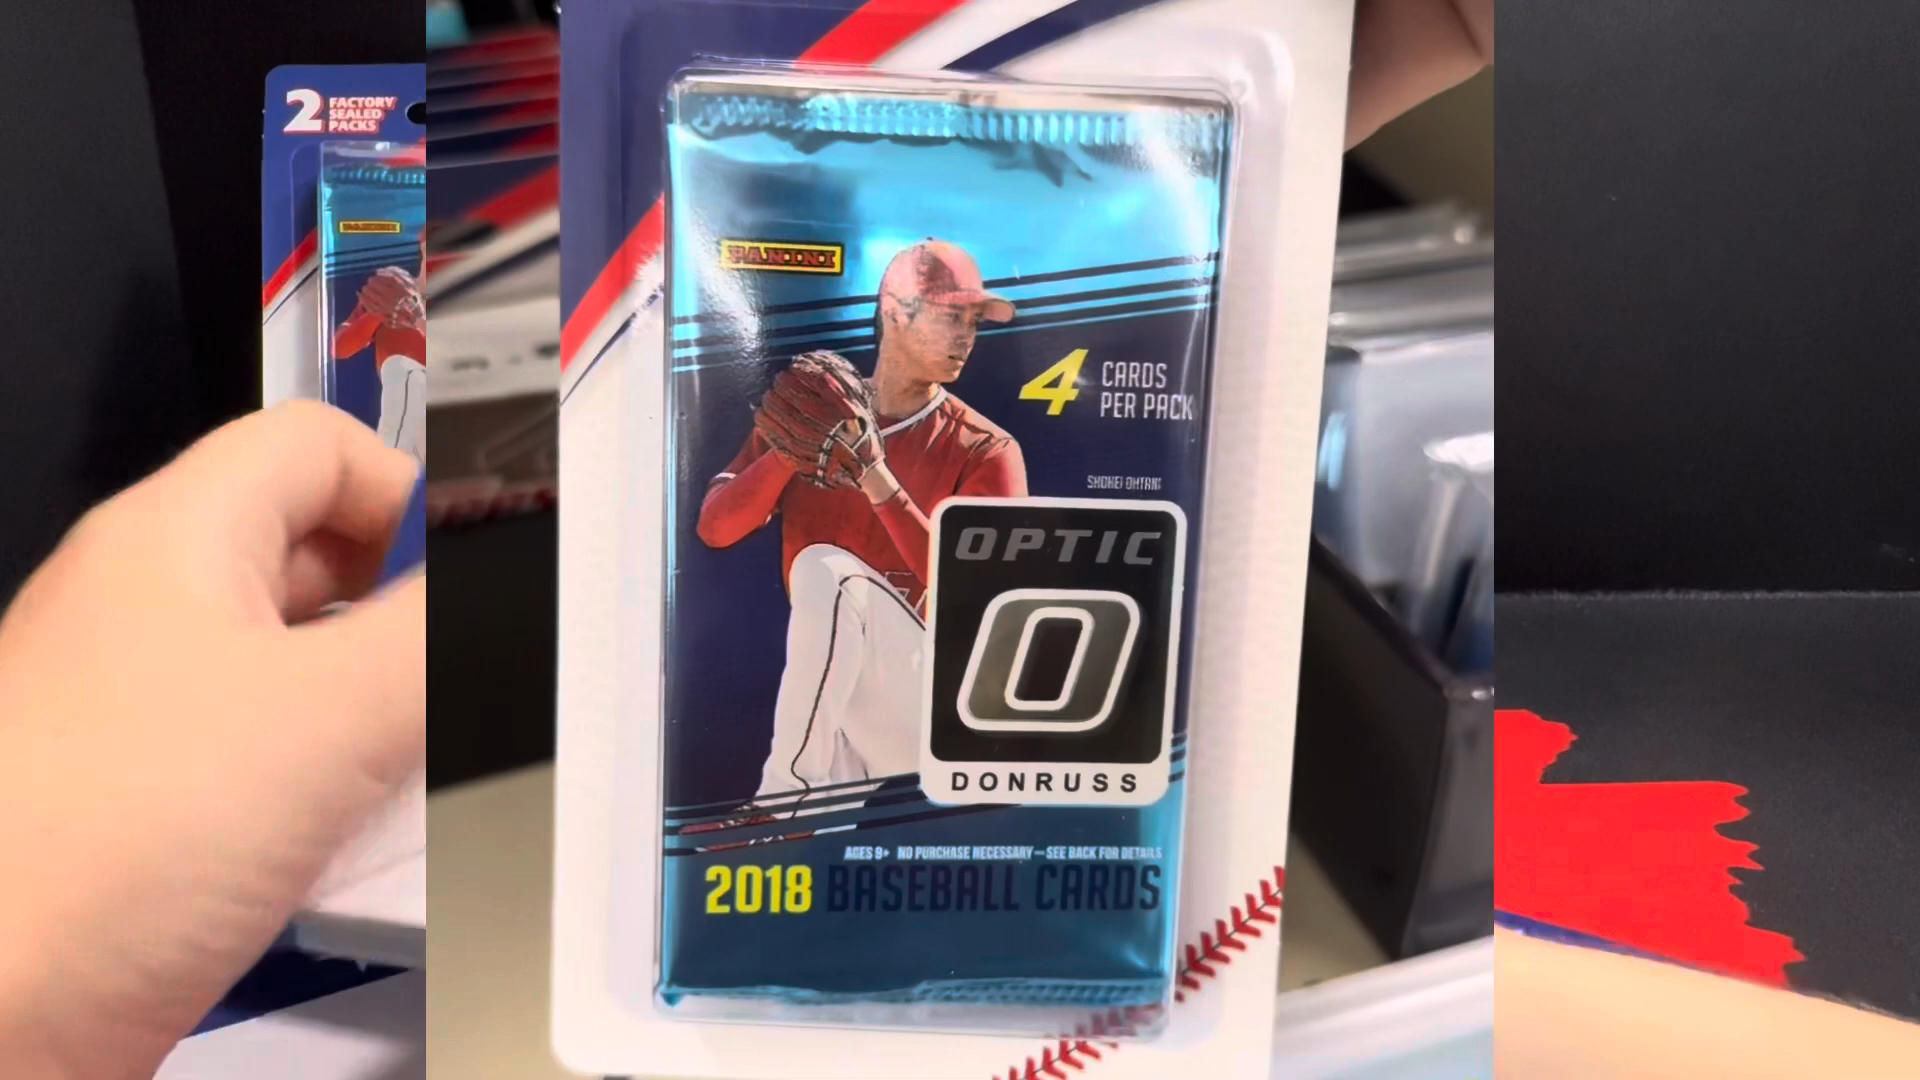 2 FACTORY
SEALED
PACKS
PANINI
PANINI
4 CARDS
PER PACK
SHOHEI OHTANI
OPTIC
O
DONRUSS
AGES 9+ NO PURCHASE NECESSARY—SEE BACK FOR DETAILS
2018 BASEBALL CARDS